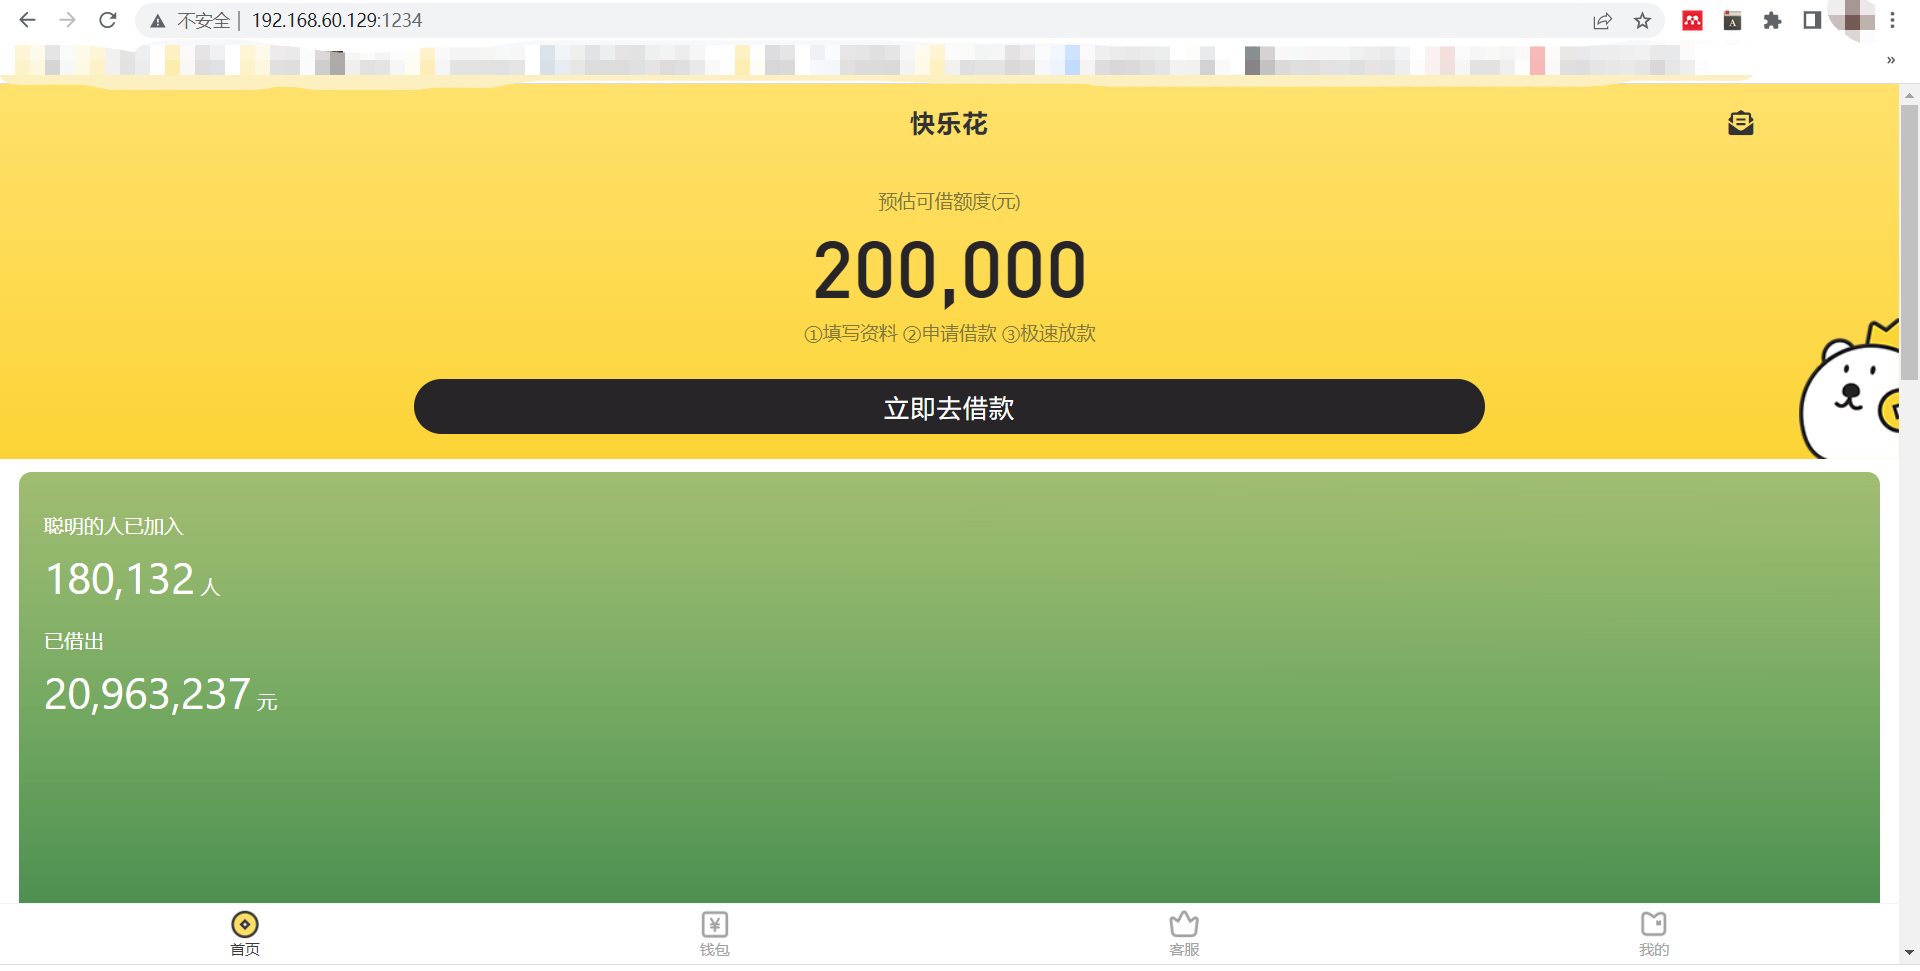 不安全 | 192.168.60.129:1234
快乐花
预估可借额度(元)
200,000
①填写资料 ②申请借款 ③极速放款
立即去借款
聪明的人已加入
180,132 人
已借出
20,963,237 元
首页
钱包
客服
我的